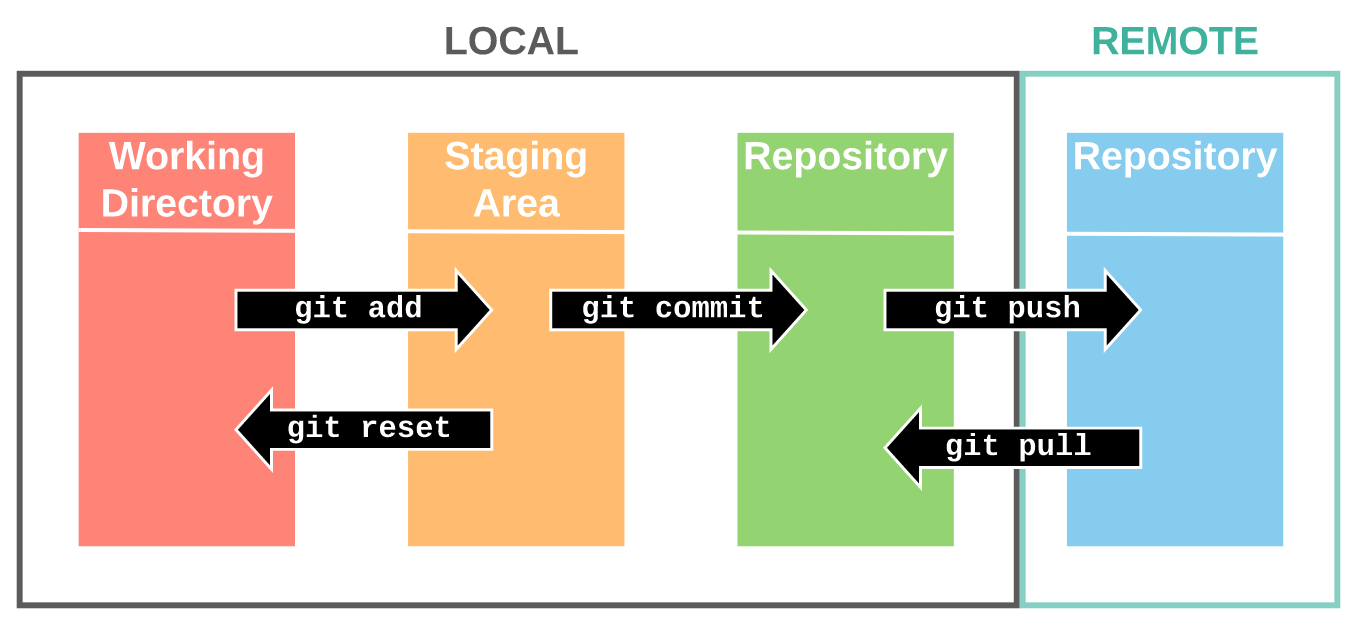 LOCAL
REMOTE
Working
Directory
Staging
Area
Repository
Repository
git add
git commit
git push
git reset
git pull